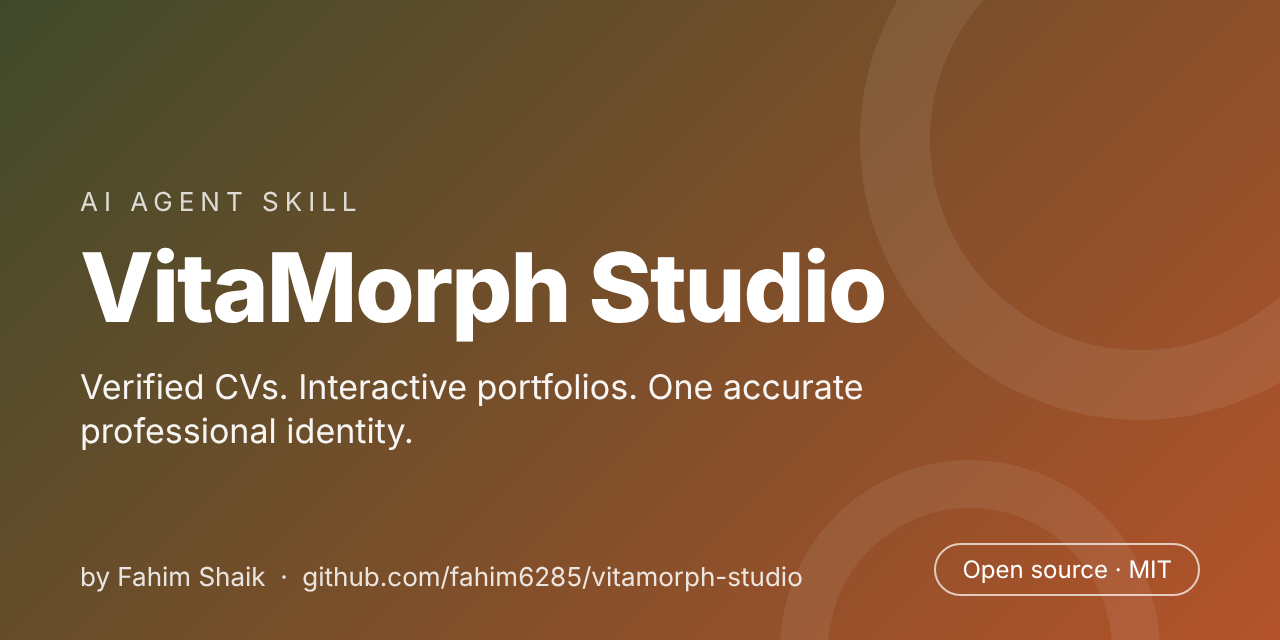 AI AGENT SKILL
VitaMorph Studio
Verified CVs. Interactive portfolios. One accurate
professional identity.
by Fahim Shaik · github.com/fahim6285/vitamorph-studio
Open source · MIT